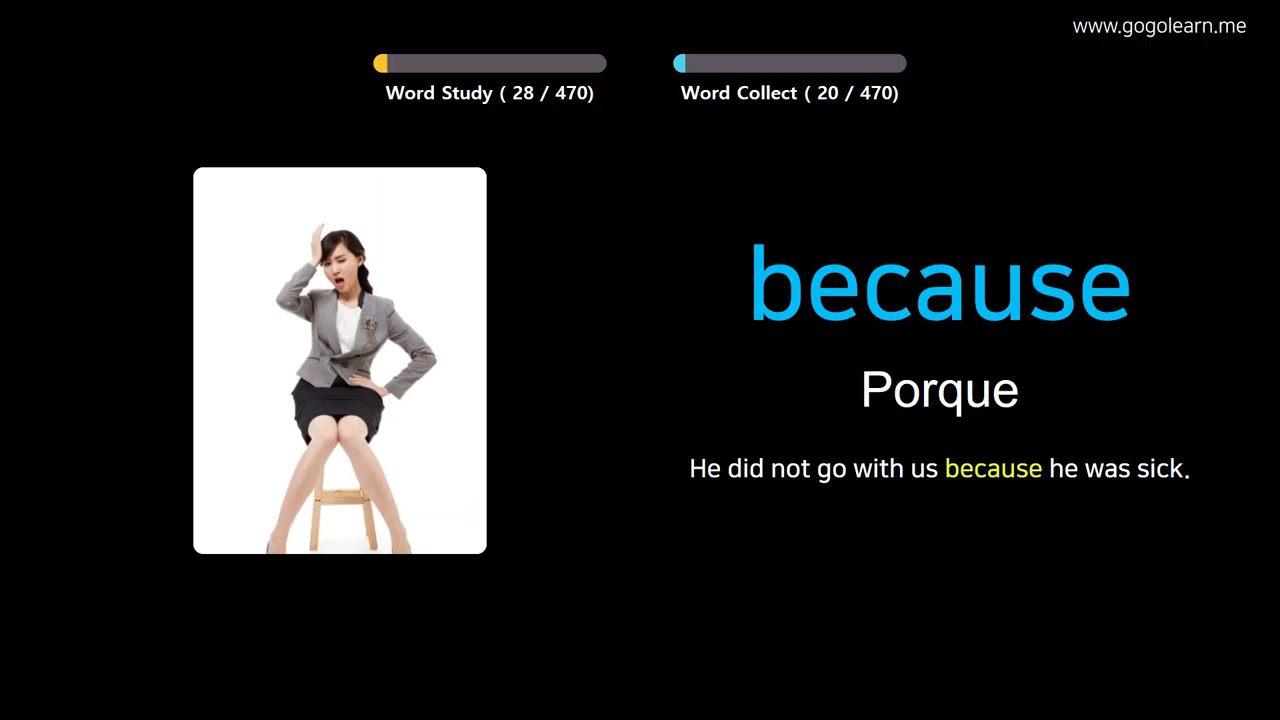 www.gogolearn.me
Word Study ( 28 / 470)
Word Collect ( 20 / 470)
because
Porque
He did not go with us because he was sick.